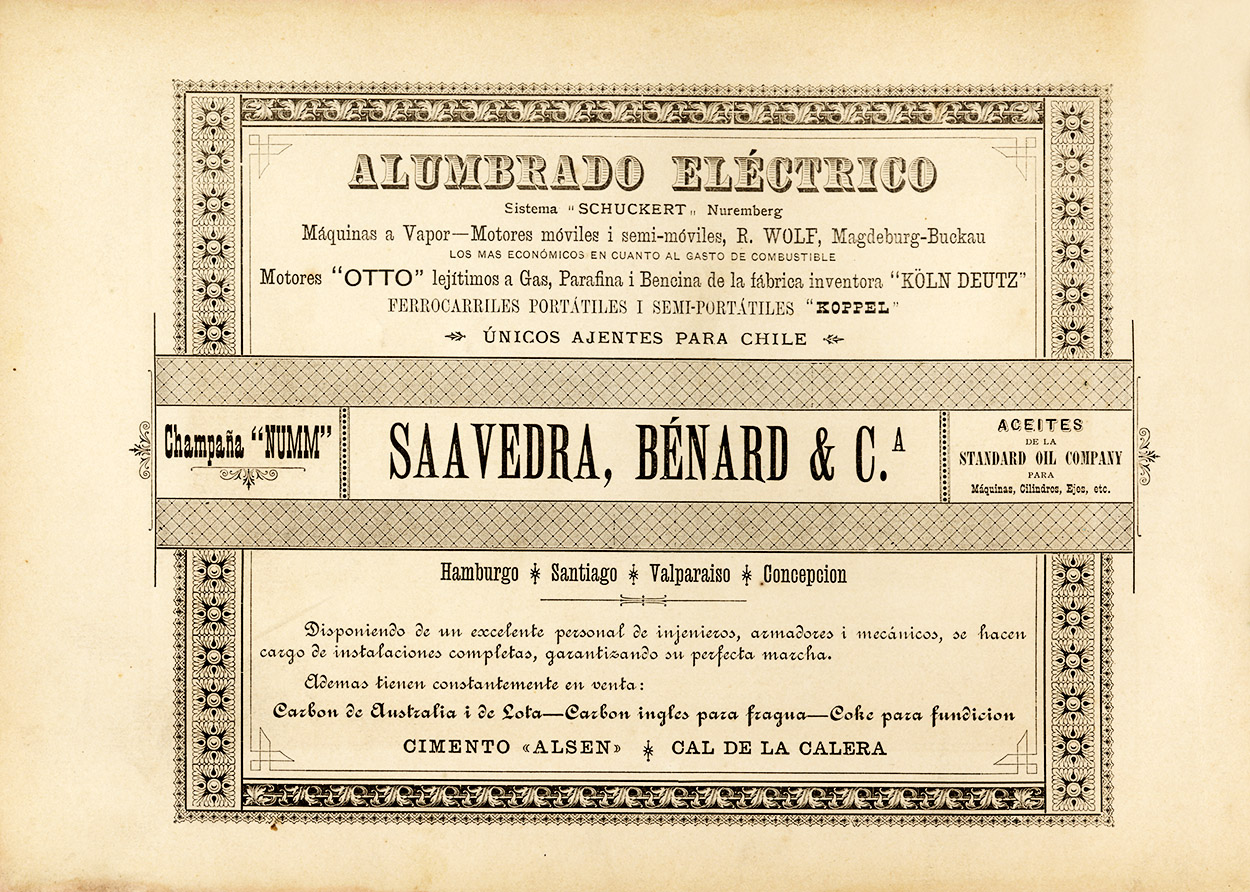 ALUMBRADO ELÉCTRICO
Sistema "SCHUCKERT„ Nuremberg
Máquinas a Vapor—Motores móviles i semi-móviles, R. WOLF, Magdeburg-Buckau
LOS MAS ECONÓMICOS EN CUANTO AL GASTO DE COMBUSTIBLE
Motores "OTTO" lejítimos a Gas, Parafina i Bencina de la fábrica inventora "KÖLN DEUTZ"
FERROCARRILES PORTÁTILES I SEMI-PORTÁTILES "KOPPEL"
ÚNICOS AJENTES PARA CHILE
Champaña "NUMM"
SAAVEDRA, BÉNARD & C.A
ACEITES
DE LA
STANDARD OIL COMPANY
PARA
Máquinas, Cilindros, Ejes, etc.
Hamburgo * Santiago * Valparaiso * Concepcion
Disponiendo de un excelente personal de injenieros, armadores i mecánicos, se hacen
cargo de instalaciones completas, garantizando su perfecta marcha.
Ademas tienen constantemente en venta:
Carbon de Australia i de Lota—Carbon ingles para fragua—Coke para fundicion
CIMENTO «ALSEN» * CAL DE LA CALERA